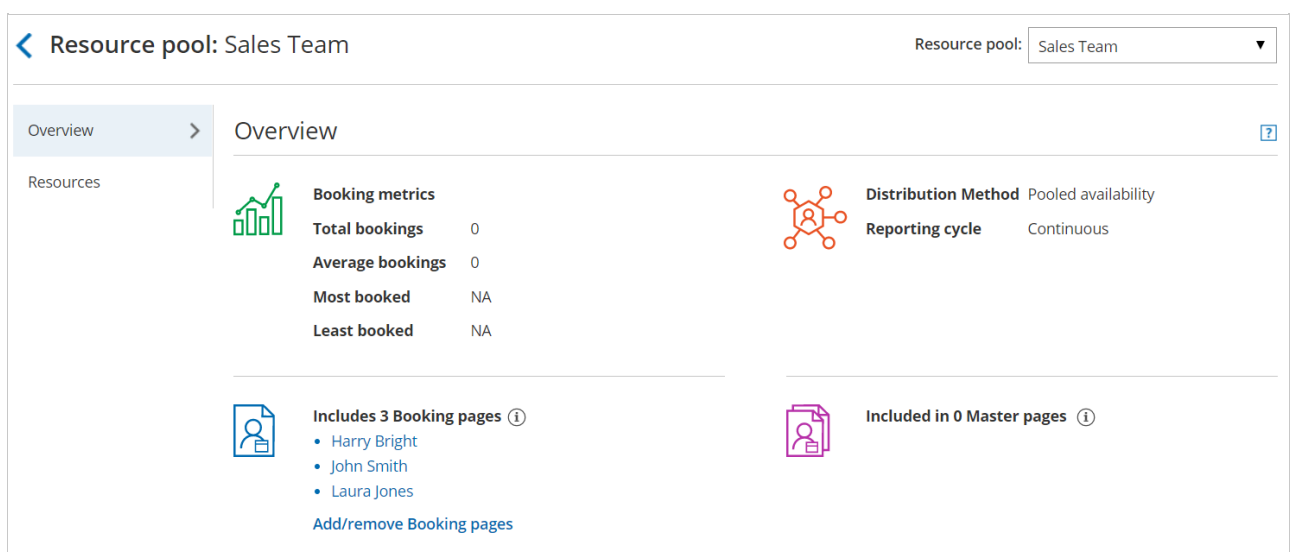 Resource pool: Sales Team
Resource pool: Sales Team
Overview
Resources
Overview
?
Booking metrics
Total bookings 0
Average bookings 0
Most booked NA
Least booked NA
Distribution Method Pooled availability
Reporting cycle Continuous
Includes 3 Booking pages i
Harry Bright
John Smith
Laura Jones
Add/remove Booking pages
Included in 0 Master pages i